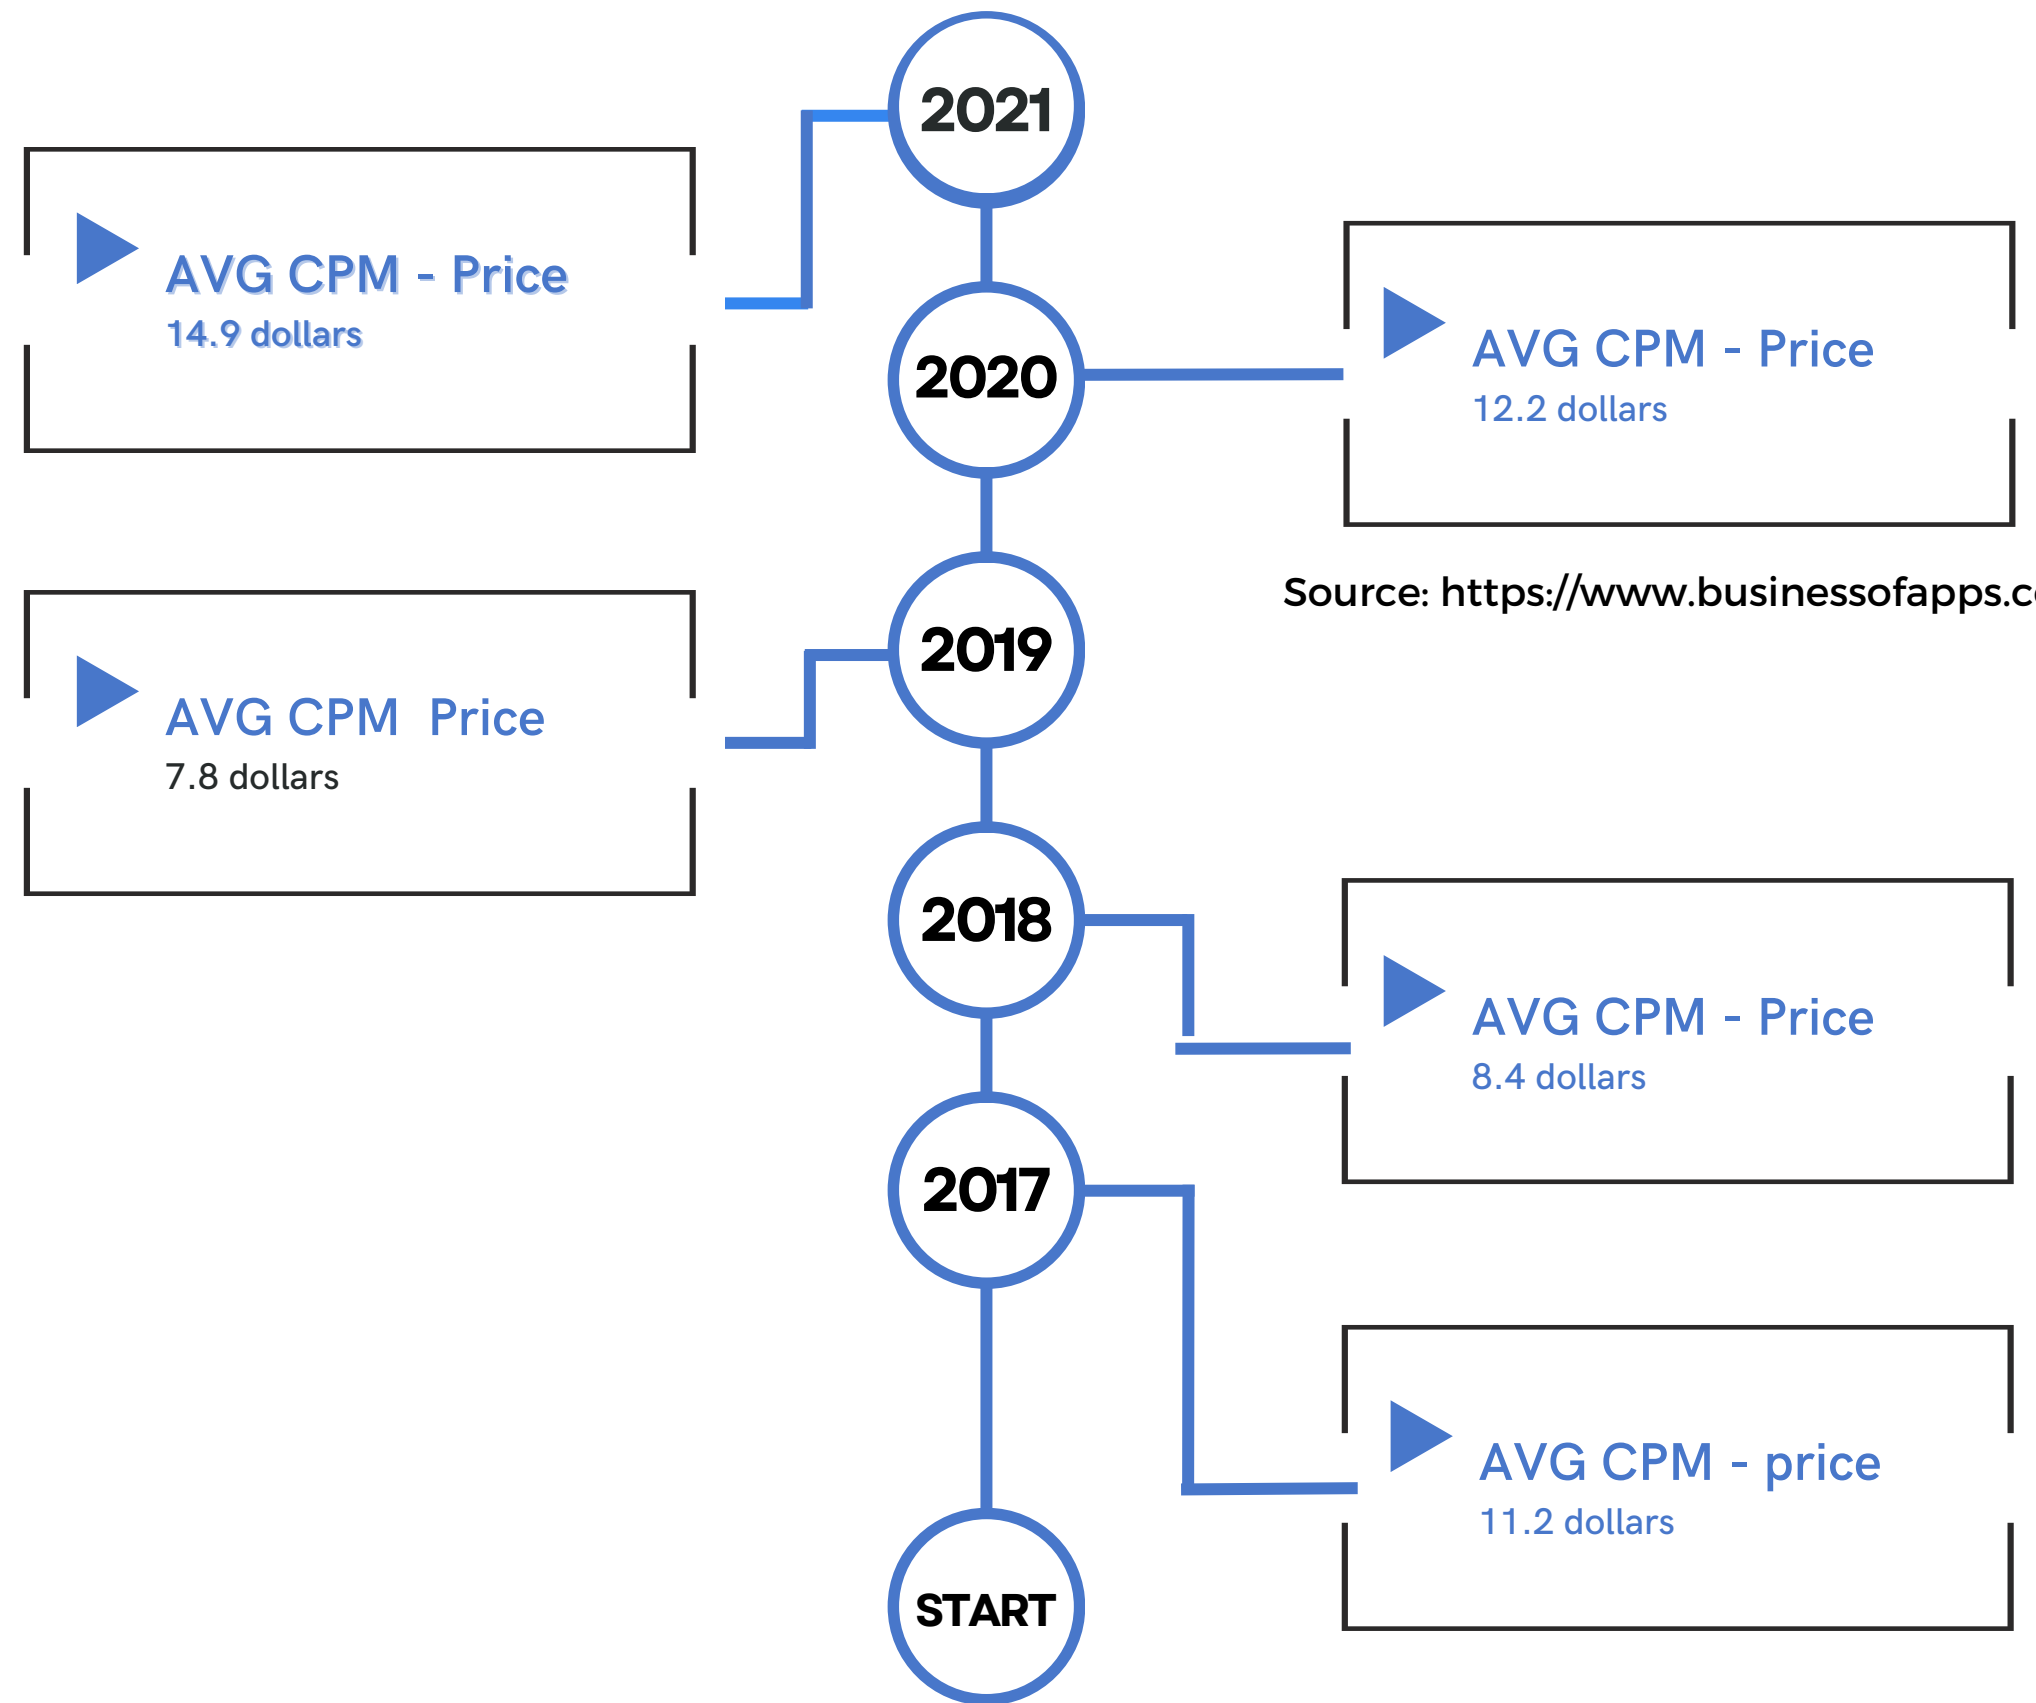 2021
AVG CPM - Price
14.9 dollars
2020
AVG CPM - Price
12.2 dollars
Source: https://www.businessofapps.c
2019
AVG CPM Price
7.8 dollars
2018
AVG CPM - Price
8.4 dollars
2017
AVG CPM - price
11.2 dollars
START